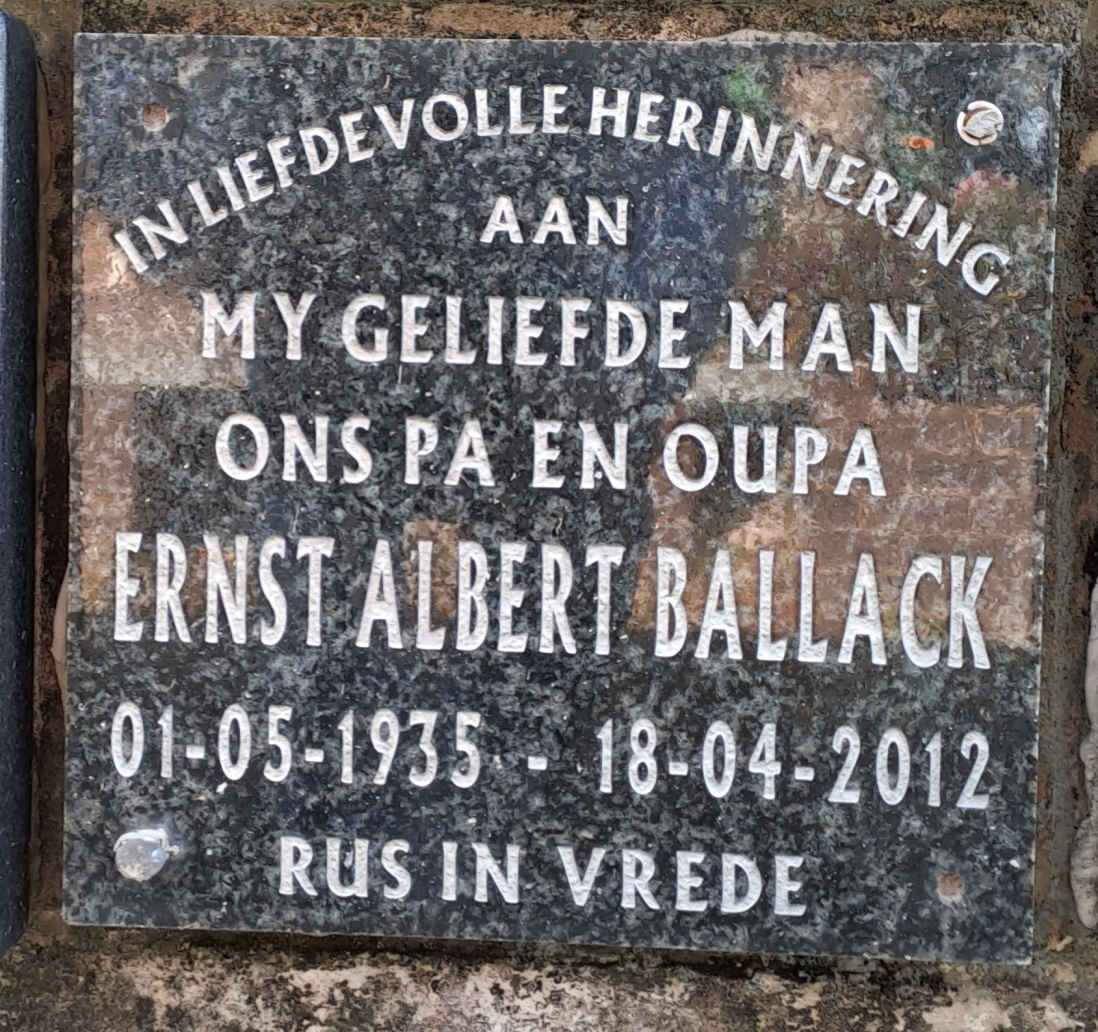 IN LIEFDEVOLLE HERINNERING
AAN
MY GELIEFDE MAN
ONS PA EN OUPA
ERNST ALBERT BALLACK
01-05-1935 - 18-04-2012
RUS IN VREDE